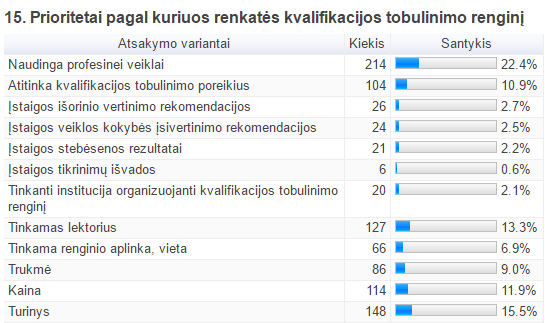 15. Prioritetai pagal kuriuos renkatės kvalifikacijos tobulinimo renginį
Atsakymo variantai Kiekis Santykis
Naudinga profesinei veiklai 214 22.4%
Atitinka kvalifikacijos tobulinimo poreikius 104 10.9%
Įstaigos išorinio vertinimo rekomendacijos 26 2.7%
Įstaigos veiklos kokybės įsivertinimo rekomendacijos 24 2.5%
Įstaigos stebėsenos rezultatai 21 2.2%
Įstaigos tikrinimų išvados 6 0.6%
Tinkanti institucija organizuojanti kvalifikacijos tobulinimo 20 2.1%
renginį
Tinkamas lektorius 127 13.3%
Tinkama renginio aplinka, vieta 66 6.9%
Trukmė 86 9.0%
Kaina 114 11.9%
Turinys 148 15.5%